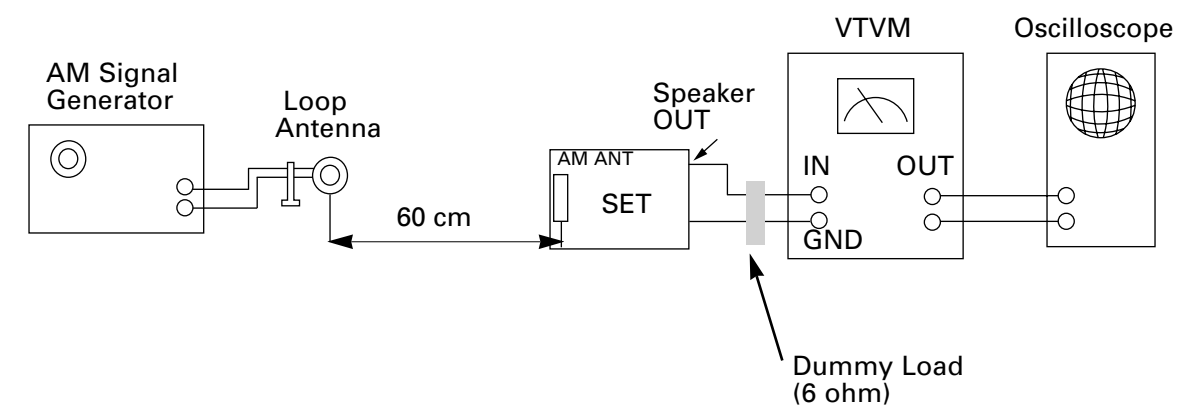 VTVM
Oscilloscope
AM Signal
Generator
Loop
Antenna
Speaker
OUT
AM ANT
SET
IN
OUT
GND
60 cm
Dummy Load
(6 ohm)